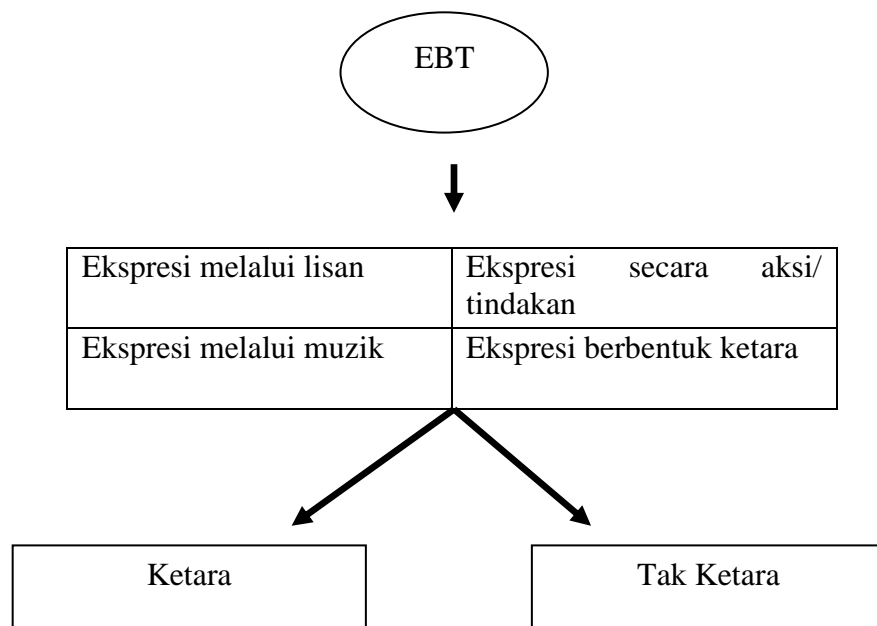 EBT
Ekspresi melalui lisan
Ekspresi secara aksi/
tindakan
Ekspresi melalui muzik
Ekspresi berbentuk ketara
Ketara
Tak Ketara